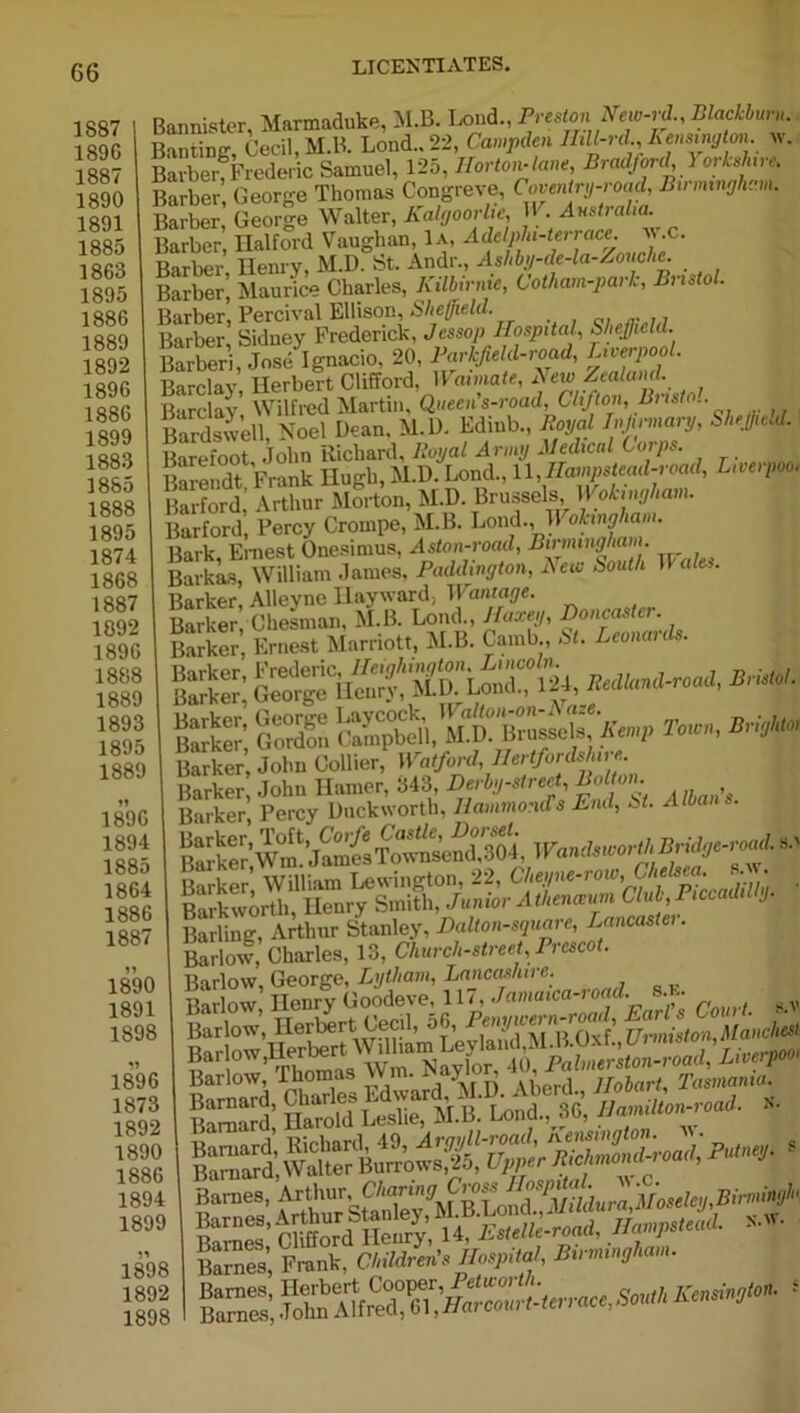 66 LICENTIATES.
1887 Bannister, Marmaduke, M.B. Lond., Preston New-rd., Blackburn.
1896 Banting, Cecil, M.B. Lond., 22, Campden Hill-rd., Kensington. W.
1887 Barber, Frederic Samuel, 125, Horton-lane, Bradford, Yorkshire.
1890 Barber, George Thomas Congreve, Coventry-road, Birmingham.
1891 Barber, George Walter, Kalgoorlie, W. Australia.
1885 Barber, Halford Vaughan, 1A, Adelphi-terrace. W.C.
1863 Barber, Henry, M.D. St. Andr., Ashby-de-la-Zouche.
1895 Barber, Maurice Charles, Kilbirnie, Cotham-park, Bristol.
1886 Barber, Percival Ellison, Sheffield.
1889 Barber, Sidney Frederick, Jessop Hospital, Sheffield.
1892 Barberi, José Ignacio, 20, Parkfield-road, Liverpool.
1896 Barclay, Herbert Clifford, Waimate, New Zealand.
1886 Barclay, Wilfred Martin, Queen's-road, Clifton, Bristol.
1899 Bardswell, Noel Dean, M.D. Edinb., Royal Infirmary, Sheffield.
1883 Barefoot, John Richard, Royal Army Medical Corps.
1885 Barendt, Frank Hugh, M.D. Lond., 11, Hampstead-road, Liverpoo
1888 Barford, Arthur Morton, M.D. Brussels, Wokingham.
1895 Barford, Percy Crompe, M.B. Lond., Wokingham.
1874 Bark, Ernest Onesimus, Aston-road, Birmingham.
1868 Barkas, William James, Paddington, New South Wales.
1887 Barker, Alleyne Hayward, Wantage.
1892 Barker, Chesman, M.B. Lond., Haxey, Doncaster.
1896 Barker, Ernest Marriott, M.B. Camb., St. Leonards.
1888 Barker, Frederic, Heighington, Lincoln.
1889 Barker, George Henry, M.D. Lond., 124, Redland-road, Bristol.
1893 Barker, George Laycock, Walton-on-Naze.
1895 Barker, Gordon Campbell, M.D. Brussels, Kemp Town, Brighton
1889 Barker, John Collier, Watford, Hertfordshire.
„ Barker, John Hamer, 343, Derby-street, Bolton.
1896 Barker, Percy Duckworth, Hammond's End, St. Alban's.
1894 Barker, Toft, Corfe Castle, Dorset.
1885 Barker, Wm. James Townsend, 304, Wandsworth Bridge-road. S.W
1864 Barker, William Lewington, 22, Cheyne-row, Chelsea. S.W.
1886 Barkworth, Henry Smith, Junior Athenæum Club, Piccadilly.
1887 Barling, Arthur Stanley, Dalton-square, Lancaster.
„ Barlow, Charles, 13, Church-street, Prescot.
1890 Barlow, George, Lytham, Lancashire.
1891 Barlow, Henry Goodeve, 117, Jamaica-road. S.E.
1898 Barlow, Herbert Cecil, 56, Penywern-road, Earl's Court. S.W
„ Barlow, Herbert William Leyland, M.B. Oxf., Urmiston, Manchest
1896 Barlow, Thomas Wm. Naylor, 40, Palmerston-road, Liverpoo
1873 Barnard, Charles Edward, M.D. Aberd., Hobart, Tasmania.
1892 Barnard, Harold Leslie, M.B. Lond., 36, Hamilton-road. N.
1890 Barnard, Richard, 49, Argyll-road, Kensington. W.
1886 Barnard, Walter Burrows, 25, Upper Richmond-road, Putney. S
1894 Barnes, Arthur, Charing Cross Hospital. W.C.
1899 Barnes, Arthur Stanley, M.B. Lond., Mildura, Moseley, Birmingh
„ Barnes, Clifford Henry, 14, Estelle-road, Hampstead. N.W.
1898 Barnes, Frank, Children's Hospital, Birmingham.
1892 Barnes, Herbert Cooper, Petworth.
1898 Barnes, John Alfred, 61, Harcourt-terrace, South Kensington. S